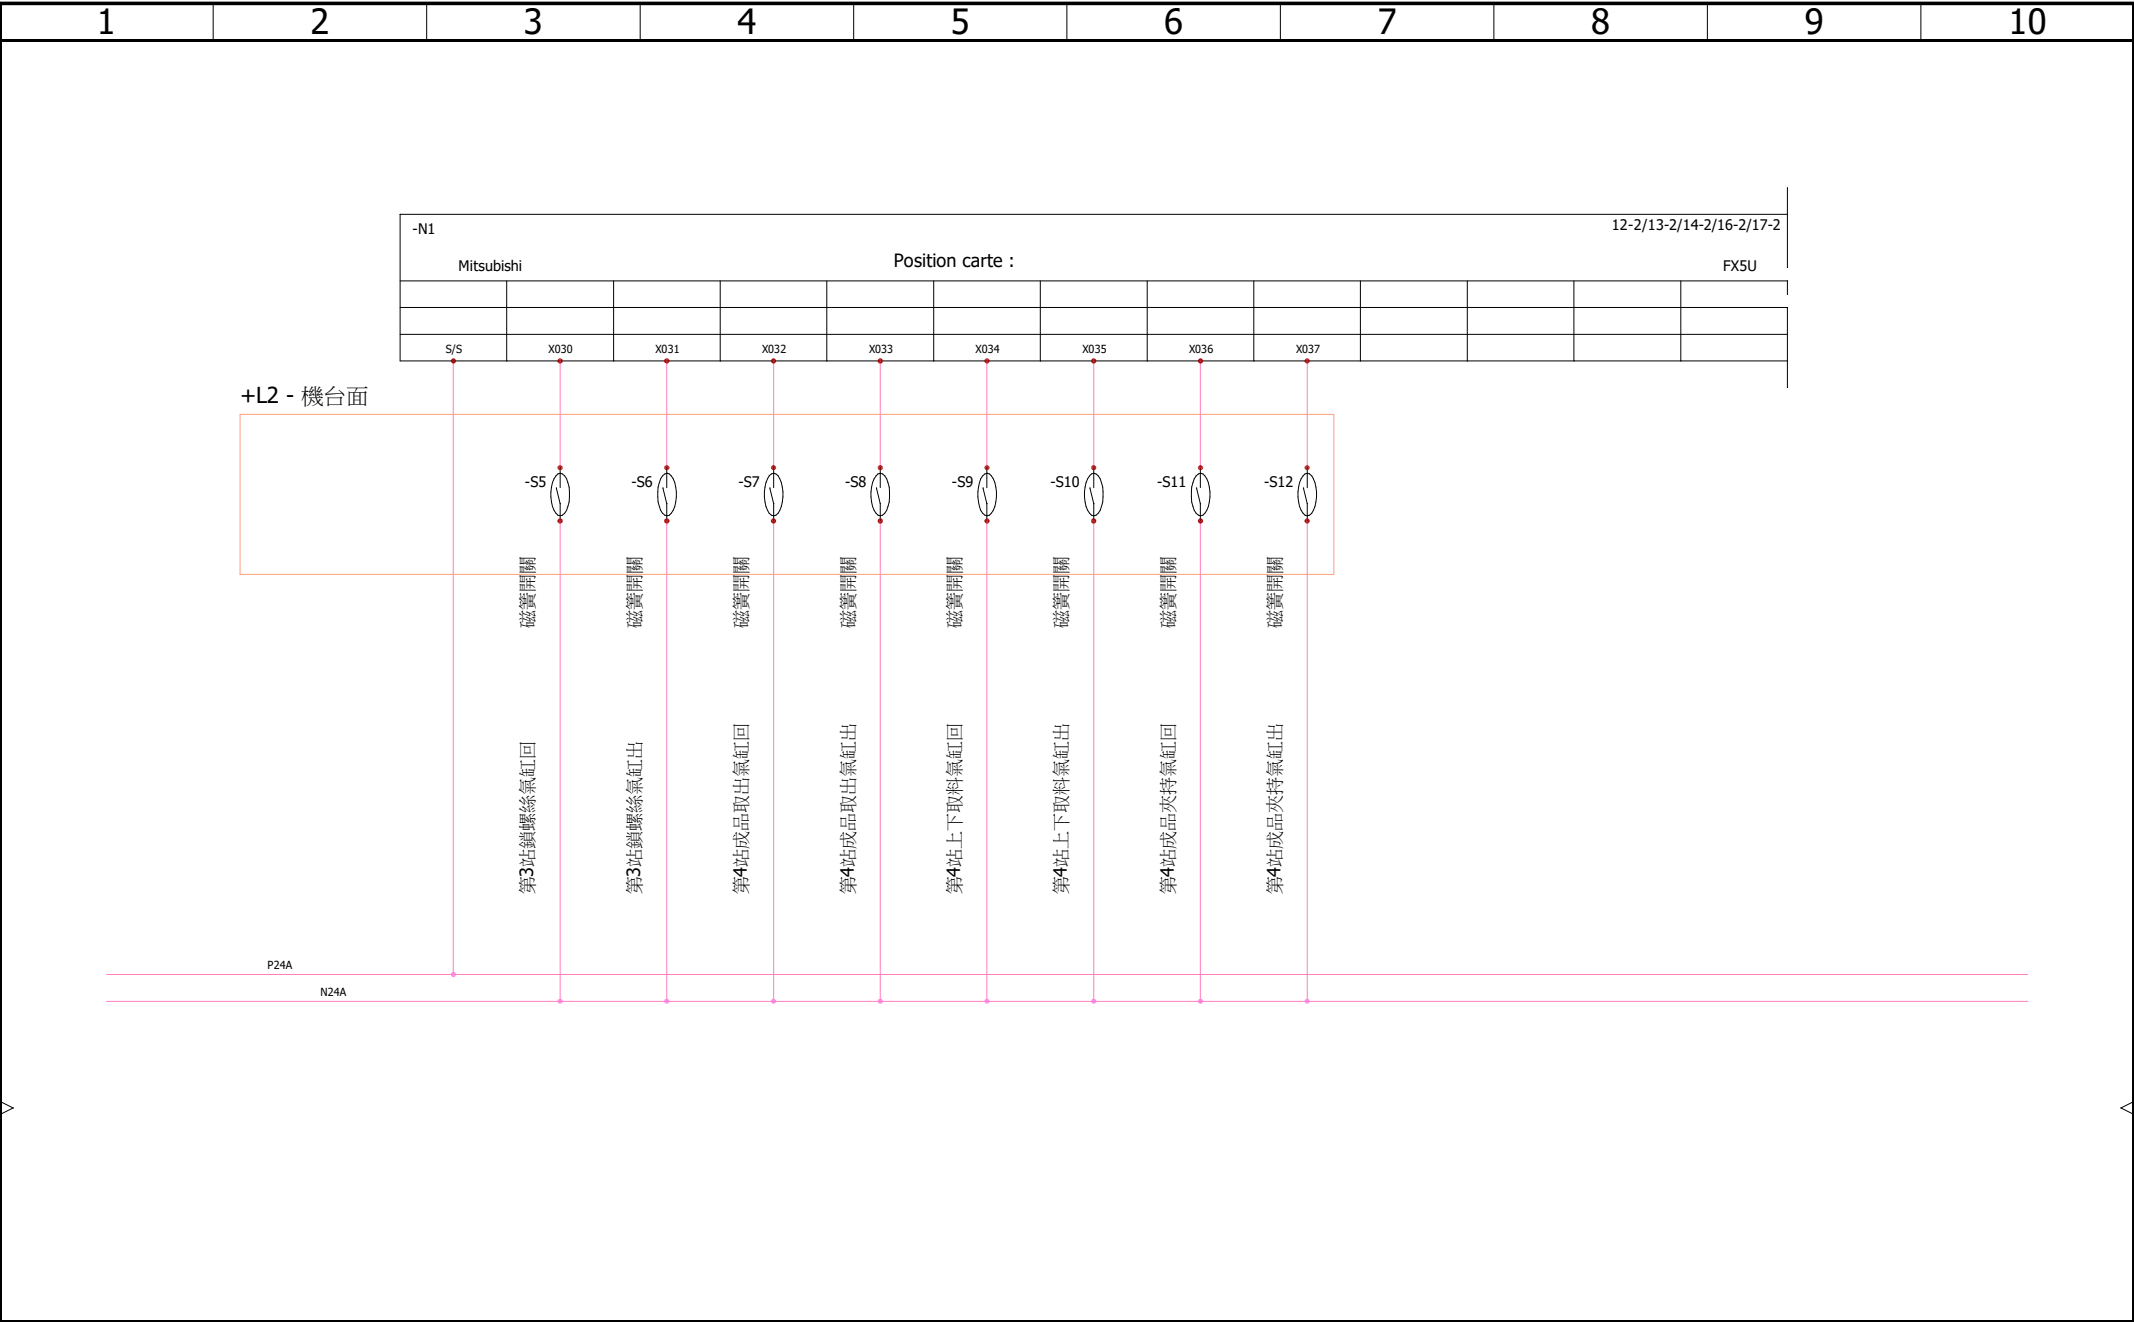 1 2 3 4 5 6 7 8 9 10
-N1 12-2/13-2/14-2/16-2/17-2
Mitsubishi Position carte : FX5U
S/S X030 X031 X032 X033 X034 X035 X036 X037
+L2 - 機台面
-S5 -S6 -S7 -S8 -S9 -S10 -S11 -S12
磁簧開關
磁簧開關
磁簧開關
磁簧開關
磁簧開關
磁簧開關
磁簧開關
磁簧開關
第3站鎖螺絲氣缸回
第3站鎖螺絲氣缸出
第4站成品取出氣缸回
第4站成品取出氣缸出
第4站上下取料氣缸回
第4站上下取料氣缸出
第4站成品夾持氣缸回
第4站成品夾持氣缸出
P24A
N24A